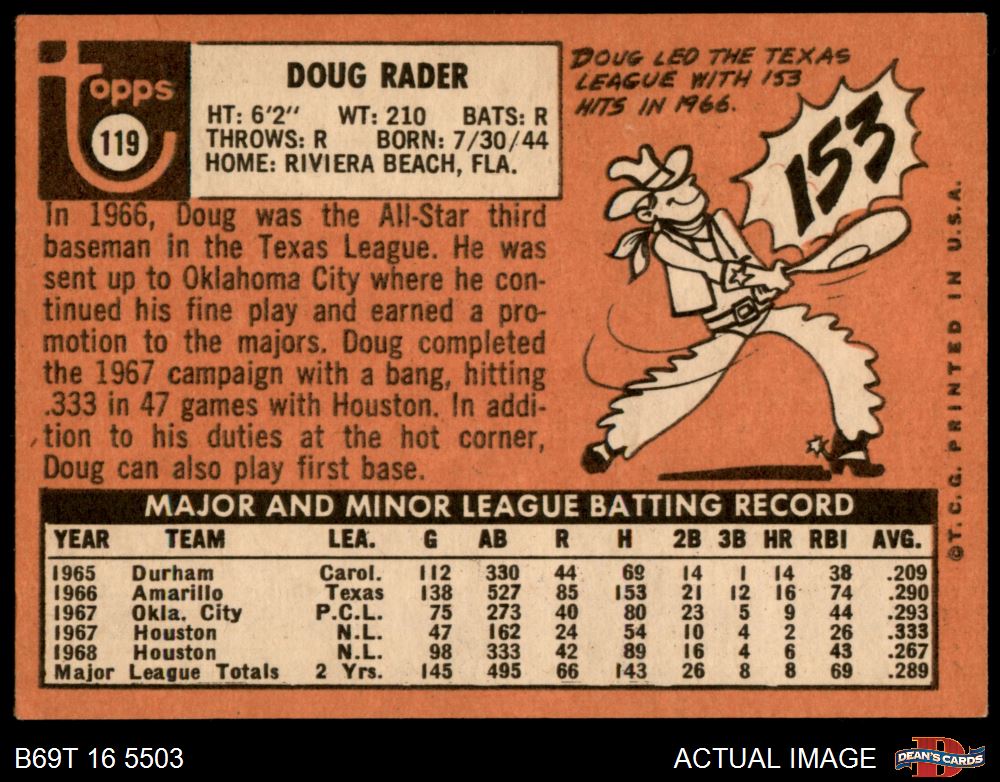 Topps
119
DOUG RADER
HT: 6'2" WT: 210 BATS: R
THROWS: R BORN: 7/30/44
HOME: RIVIERA BEACH, FLA.
DOUG LED THE TEXAS
LEAGUE WITH 153
HITS IN 1966.
153
In 1966, Doug was the All-Star third
baseman in the Texas League. He was
sent up to Oklahoma City where he con-
tinued his fine play and earned a pro-
motion to the majors. Doug completed
the 1967 campaign with a bang, hitting
.333 in 47 games with Houston. In addi-
tion to his duties at the hot corner,
Doug can also play first base.
©T.C.G. PRINTED IN U.S.A.
MAJOR AND MINOR LEAGUE BATTING RECORD
YEAR TEAM LEA. G AB R H 2B 3B HR RBI AVG.
1965 Durham Carol. 112 330 44 69 14 1 14 38 .209
1966 Amarillo Texas 138 527 85 153 21 12 16 74 .290
1967 Okla. City P.C.L. 75 273 40 80 23 5 9 44 .293
1967 Houston N.L. 47 162 24 54 10 4 2 26 .333
1968 Houston N.L. 98 333 42 89 16 4 6 43 .267
Major League Totals 2 Yrs. 145 495 66 143 26 8 8 69 .289
B69T 16 5503
ACTUAL IMAGE
D
DEAN'S CARDS